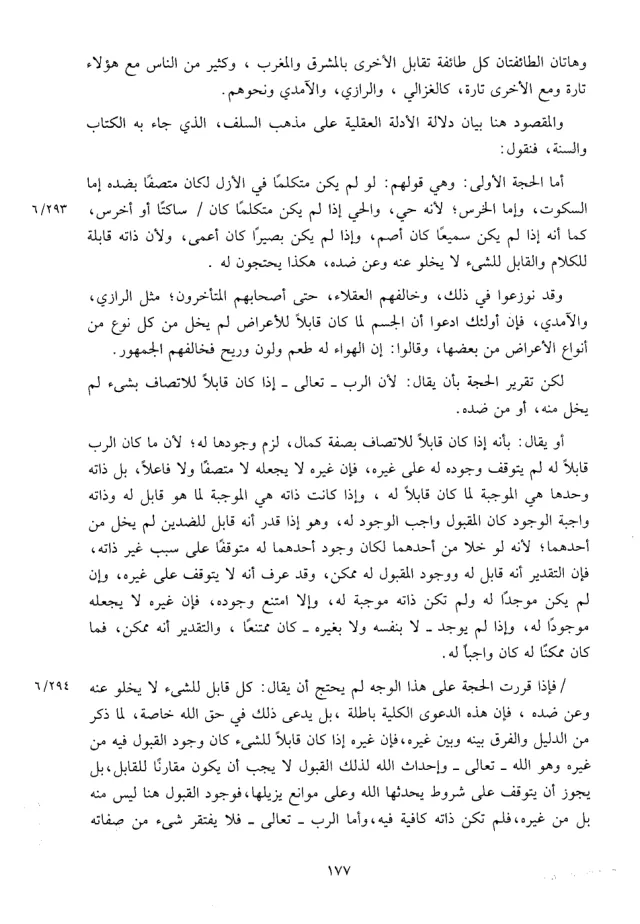 وهاتان الطائفتان كل طائفة تقابل الأخرى بالمشرق والمغرب ، وكثير من الناس مع هؤلاء
تارة ومع الأخرى تارة، كالغزالي ، والرازي، والآمدي ونحوهم.
والمقصود هنا بيان دلالة الأدلة العقلية على مذهب السلف، الذي جاء به الكتاب
والسنة، فنقول:
أما الحجة الأولى: وهي قولهم: لو لم يكن متكلمًا في الأزل لكان متصفًا بضده إما
السكوت، وإما الخرس؛ لأنه حي، والحي إذا لم يكن متكلمًا كان / ساكتًا أو أخرس، ٦/٢٩٣
كما أنه إذا لم يكن سميعًا كان أصم، وإذا لم يكن بصيرًا كان أعمى، ولأن ذاته قابلة
للكلام والقابل للشىء لا يخلو عنه وعن ضده، هكذا يحتجون له .
وقد نوزعوا في ذلك، وخالفهم العقلاء، حتى أصحابهم المتأخرون؛ مثل الرازي،
والآمدي، فإن أولئك ادعوا أن الجسم لما كان قابلاً للأعراض لم يخل من كل نوع من
أنواع الأعراض من بعضها، وقالوا: إن الهواء له طعم ولون وريح فخالفهم الجمهور.
لكن تقرير الحجة بأن يقال: لأن الرب ـ تعالى ـ إذا كان قابلاً للاتصاف بشىء لم
يخل منه، أو من ضده.
أو يقال: بأنه إذا كان قابلاً للاتصاف بصفة كمال، لزم وجودها له؛ لأن ما كان الرب
قابلاً له لم يتوقف وجوده له على غيره، فإن غيره لا يجعله لا متصفًا ولا فاعلاً، بل ذاته
وحدها هي الموجبة لما كان قابلاً له ، وإذا كانت ذاته هي الموجبة لما هو قابل له وذاته
واجبة الوجود كان المقبول واجب الوجود له، وهو إذا قدر أنه قابل للضدين لم يخل من
أحدهما؛ لأنه لو خلا من أحدهما لكان وجود أحدهما له متوقفًا على سبب غير ذاته،
فإن التقدير أنه قابل له ووجود المقبول له ممكن، وقد عرف أنه لا يتوقف على غيره، وإن
لم يكن موجدًا له ولم تكن ذاته موجبة له، وإلا امتنع وجوده، فإن غيره لا يجعله
موجودًا له، وإذا لم يوجد ـ لا بنفسه ولا بغيره ـ كان ممتنعًا ، والتقدير أنه ممكن، فما
كان ممكنًا له كان واجباً له.
/ فإذا قررت الحجة على هذا الوجه لم يحتج أن يقال: كل قابل للشىء لا يخلو عنه ٦/٢٩٤
وعن ضده ، فإن هذه الدعوى الكلية باطلة ،بل يدعى ذلك في حق الله خاصة، لما ذكر
من الدليل والفرق بينه وبين غيره،فإن غيره إذا كان قابلاً للشىء كان وجود القبول فيه من
غيره وهو الله ـ تعالى ـ وإحداث الله لذلك القبول لا يجب أن يكون مقارنًا للقابل،بل
يجوز أن يتوقف على شروط يحدثها الله وعلى موانع يزيلها،فوجود القبول هنا ليس منه
بل من غيره،فلم تكن ذاته كافية فيه،وأما الرب ـ تعالى ـ فلا يفتقر شىء من صفاته
١٧٧